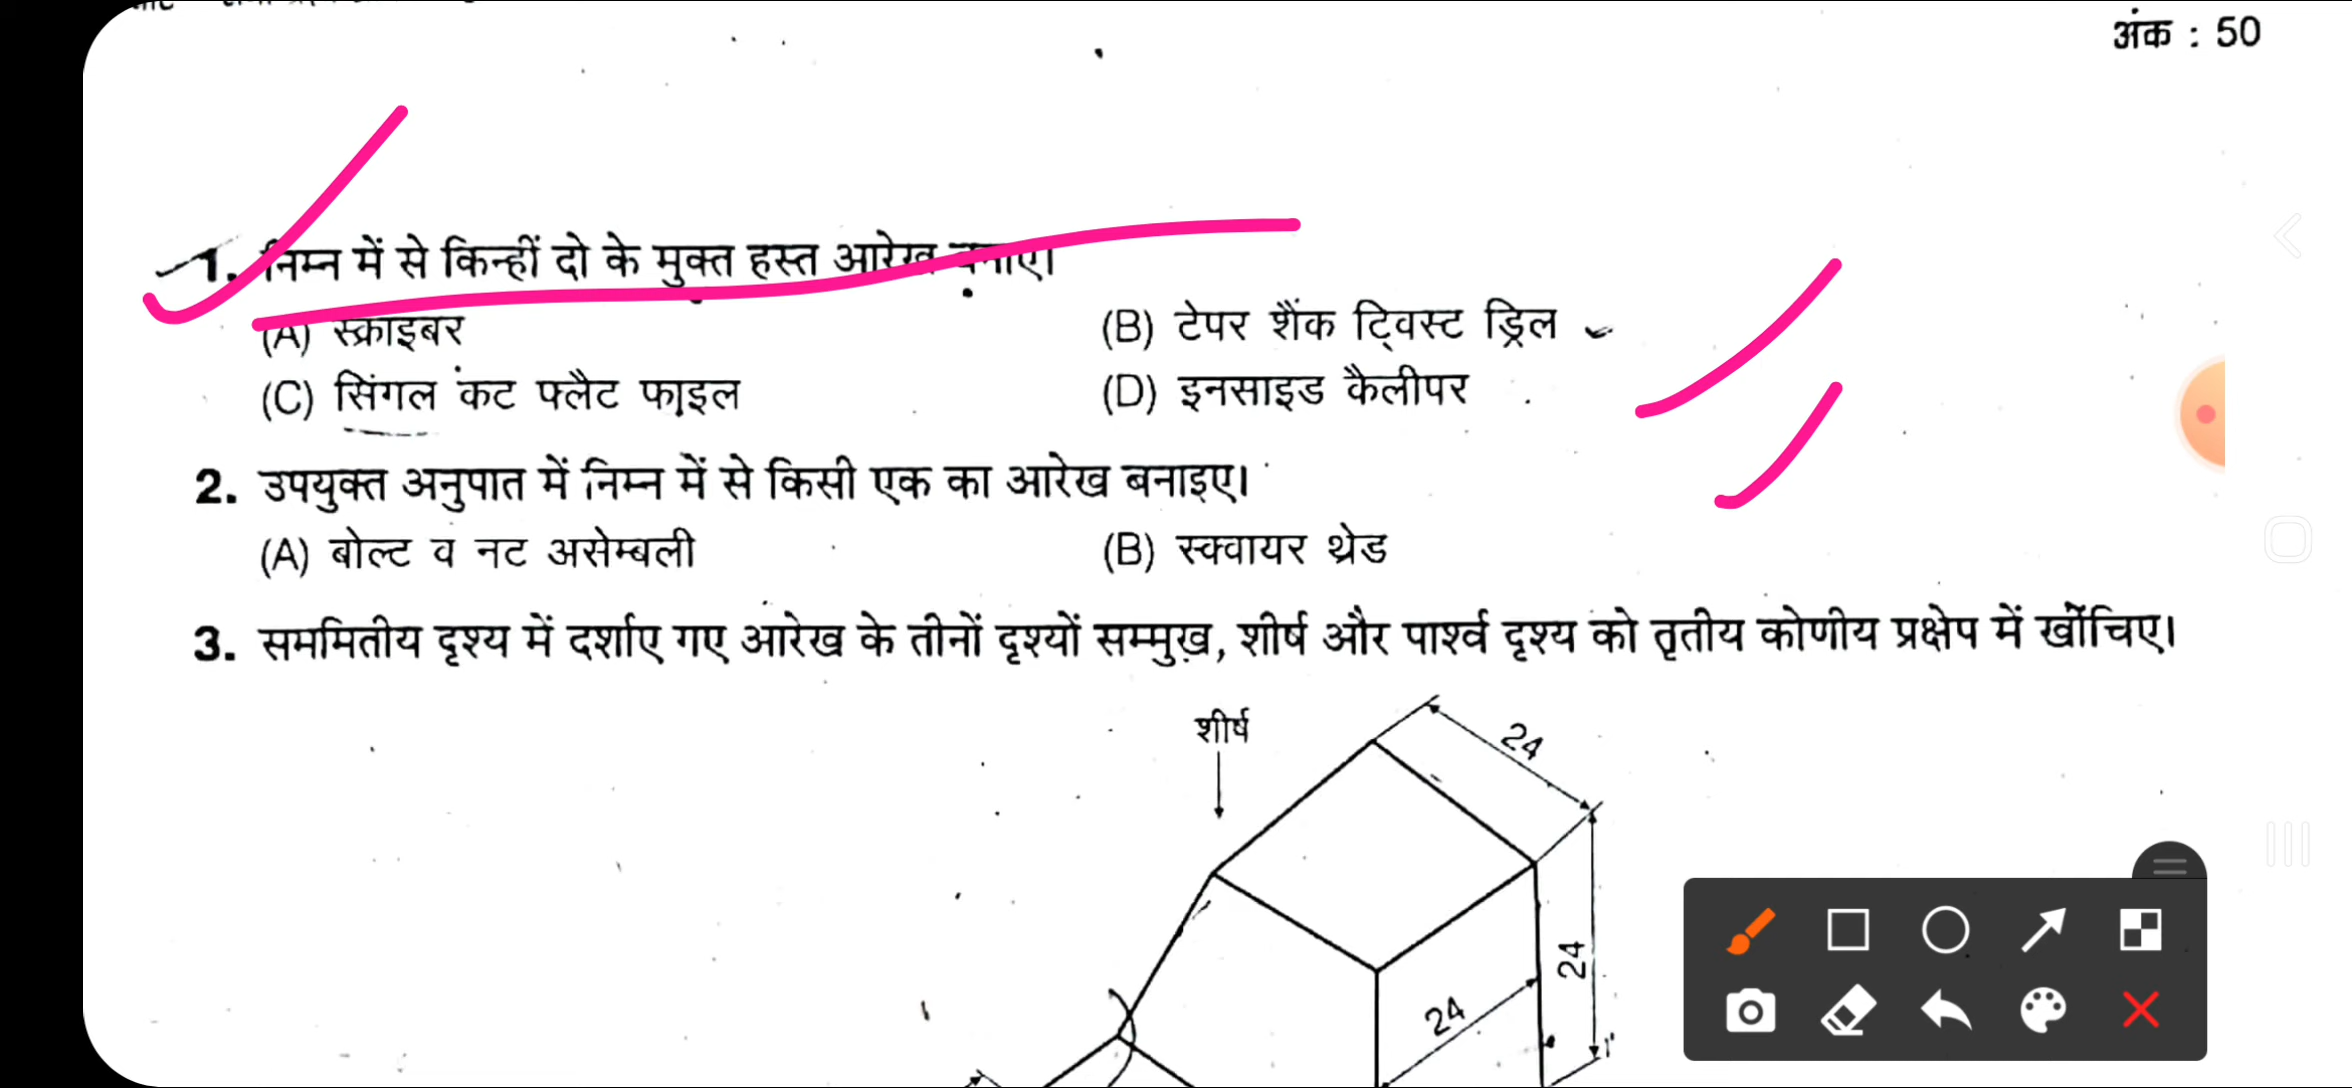 अंक : 50
1. निम्न में से किन्हीं दो के मुक्त हस्त आरेख बनाए।
(A) स्क्राइबर
(B) टेपर शैंक ट्विस्ट ड्रिल
(C) सिंगल कट फ्लैट फाइल
(D) इनसाइड कैलीपर
2. उपयुक्त अनुपात में निम्न में से किसी एक का आरेख बनाइए।
(A) बोल्ट व नट असेम्बली
(B) स्क्वायर थ्रेड
3. सममितीय दृश्य में दर्शाए गए आरेख के तीनों दृश्यों सम्मुख, शीर्ष और पार्श्व दृश्य को तृतीय कोणीय प्रक्षेप में खींचिए।
शीर्ष
24
24
24